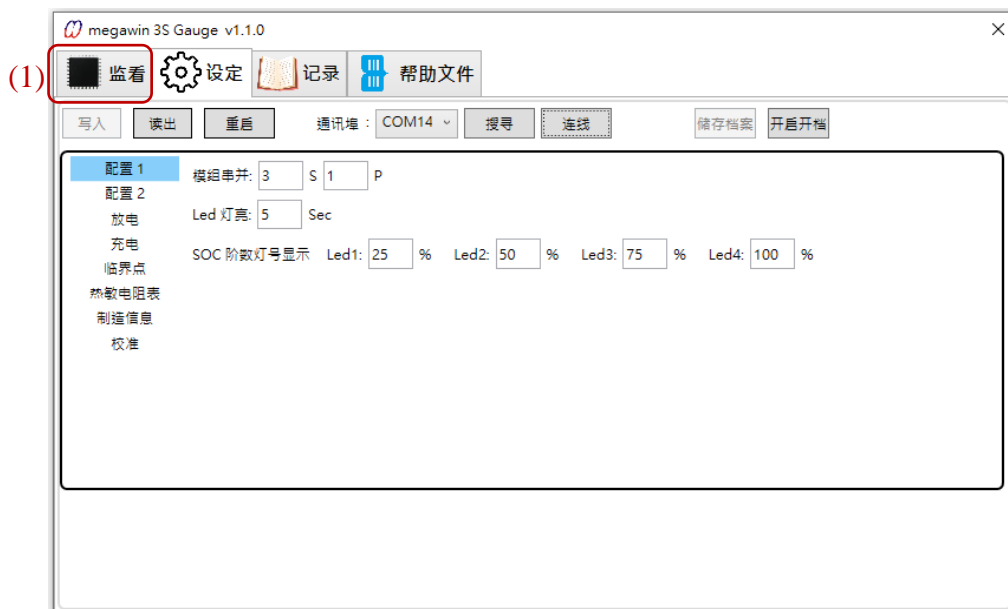 megawin 3S Gauge v1.1.0
(1) 监看 设定 记录 帮助文件
写入 读出 重启 通讯埠： COM14 搜寻 连线 储存档案 开启开档
配置 1
模组串并: 3 S 1 P
配置 2
Led 灯亮: 5 Sec
放电
充电
SOC 阶数灯号显示 Led1: 25 % Led2: 50 % Led3: 75 % Led4: 100 %
临界点
热敏电阻表
制造信息
校准